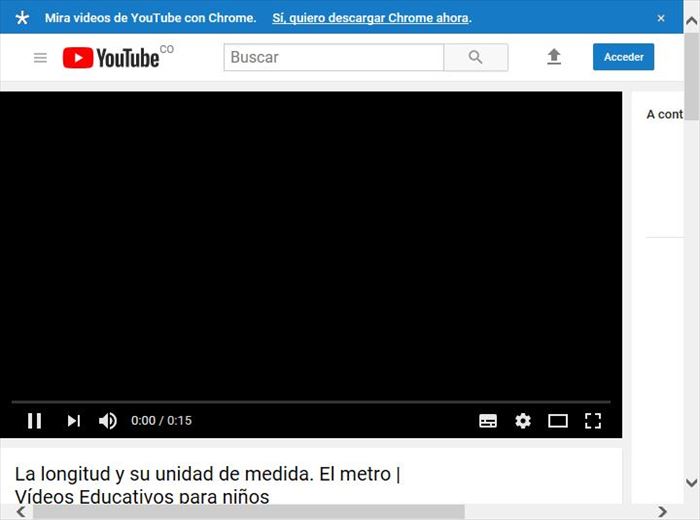 Mira videos de YouTube con Chrome. Sí, quiero descargar Chrome ahora.
YouTube CO
Buscar
Acceder
A cont
0:00 / 0:15
La longitud y su unidad de medida. El metro |
Vídeos Educativos para niños